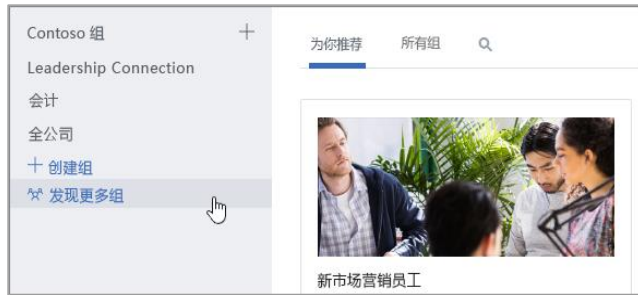 Contoso 组
Leadership Connection
会计
全公司
创建组
发现更多组
为你推荐 所有组
新市场营销员工